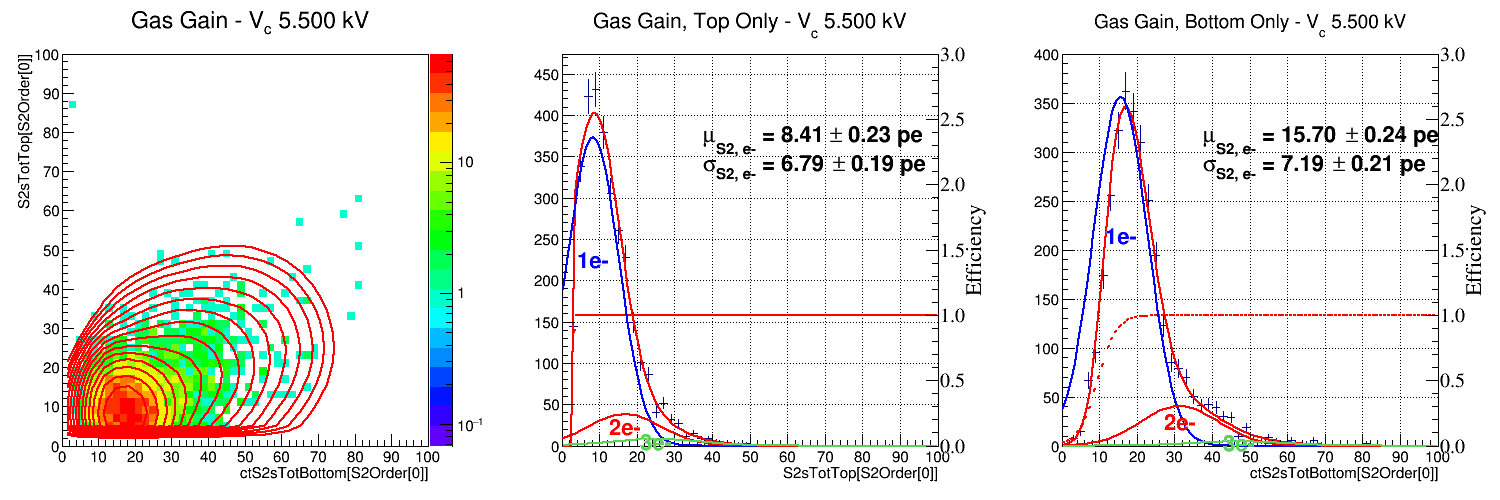 Gas Gain - Vc 5.500 kV
S2sTotTop[S2Order[0]]
100
90
80
70
60
50
40
30
20
10
0
0 10 20 30 40 50 60 70 80 90 100
ctS2sTotBottom[S2Order[0]]
10
1
10⁻¹
Gas Gain, Top Only - Vc 5.500 kV
450
400
350
300
250
200
150
100
50
0
μS2, e- = 8.41 ± 0.23 pe
σS2, e- = 6.79 ± 0.19 pe
1e-
2e-
3e-
3.0
2.5
2.0
1.5
1.0
0.5
0.0
Efficiency
0 10 20 30 40 50 60 70 80 90 100
S2sTotTop[S2Order[0]]
Gas Gain, Bottom Only - Vc 5.500 kV
400
350
300
250
200
150
100
50
0
μS2, e- = 15.70 ± 0.24 pe
σS2, e- = 7.19 ± 0.21 pe
1e-
2e-
3e-
3.0
2.5
2.0
1.5
1.0
0.5
0.0
Efficiency
0 10 20 30 40 50 60 70 80 90 100
ctS2sTotBottom[S2Order[0]]